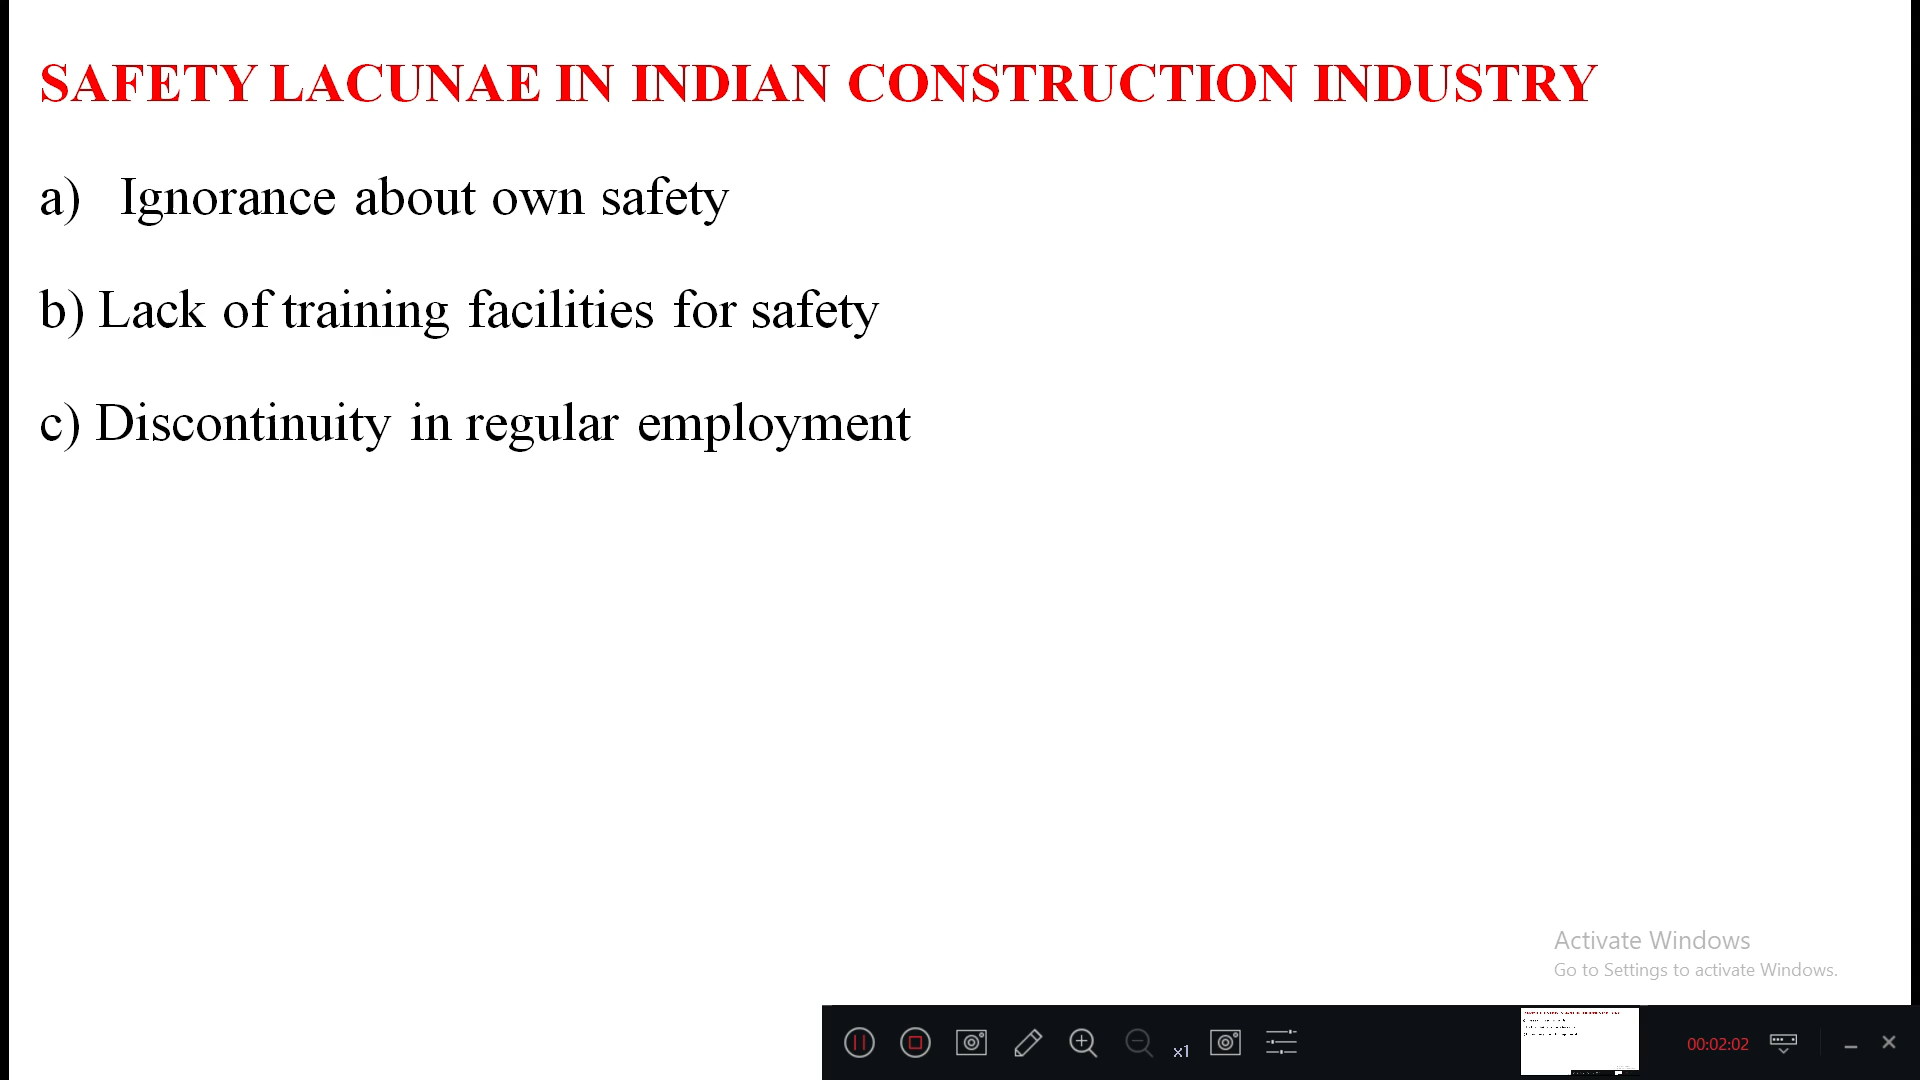 SAFETY LACUNAE IN INDIAN CONSTRUCTION INDUSTRY
a) Ignorance about own safety
b) Lack of training facilities for safety
c) Discontinuity in regular employment
Activate Windows
Go to Settings to activate Windows.
x1
00:02:02